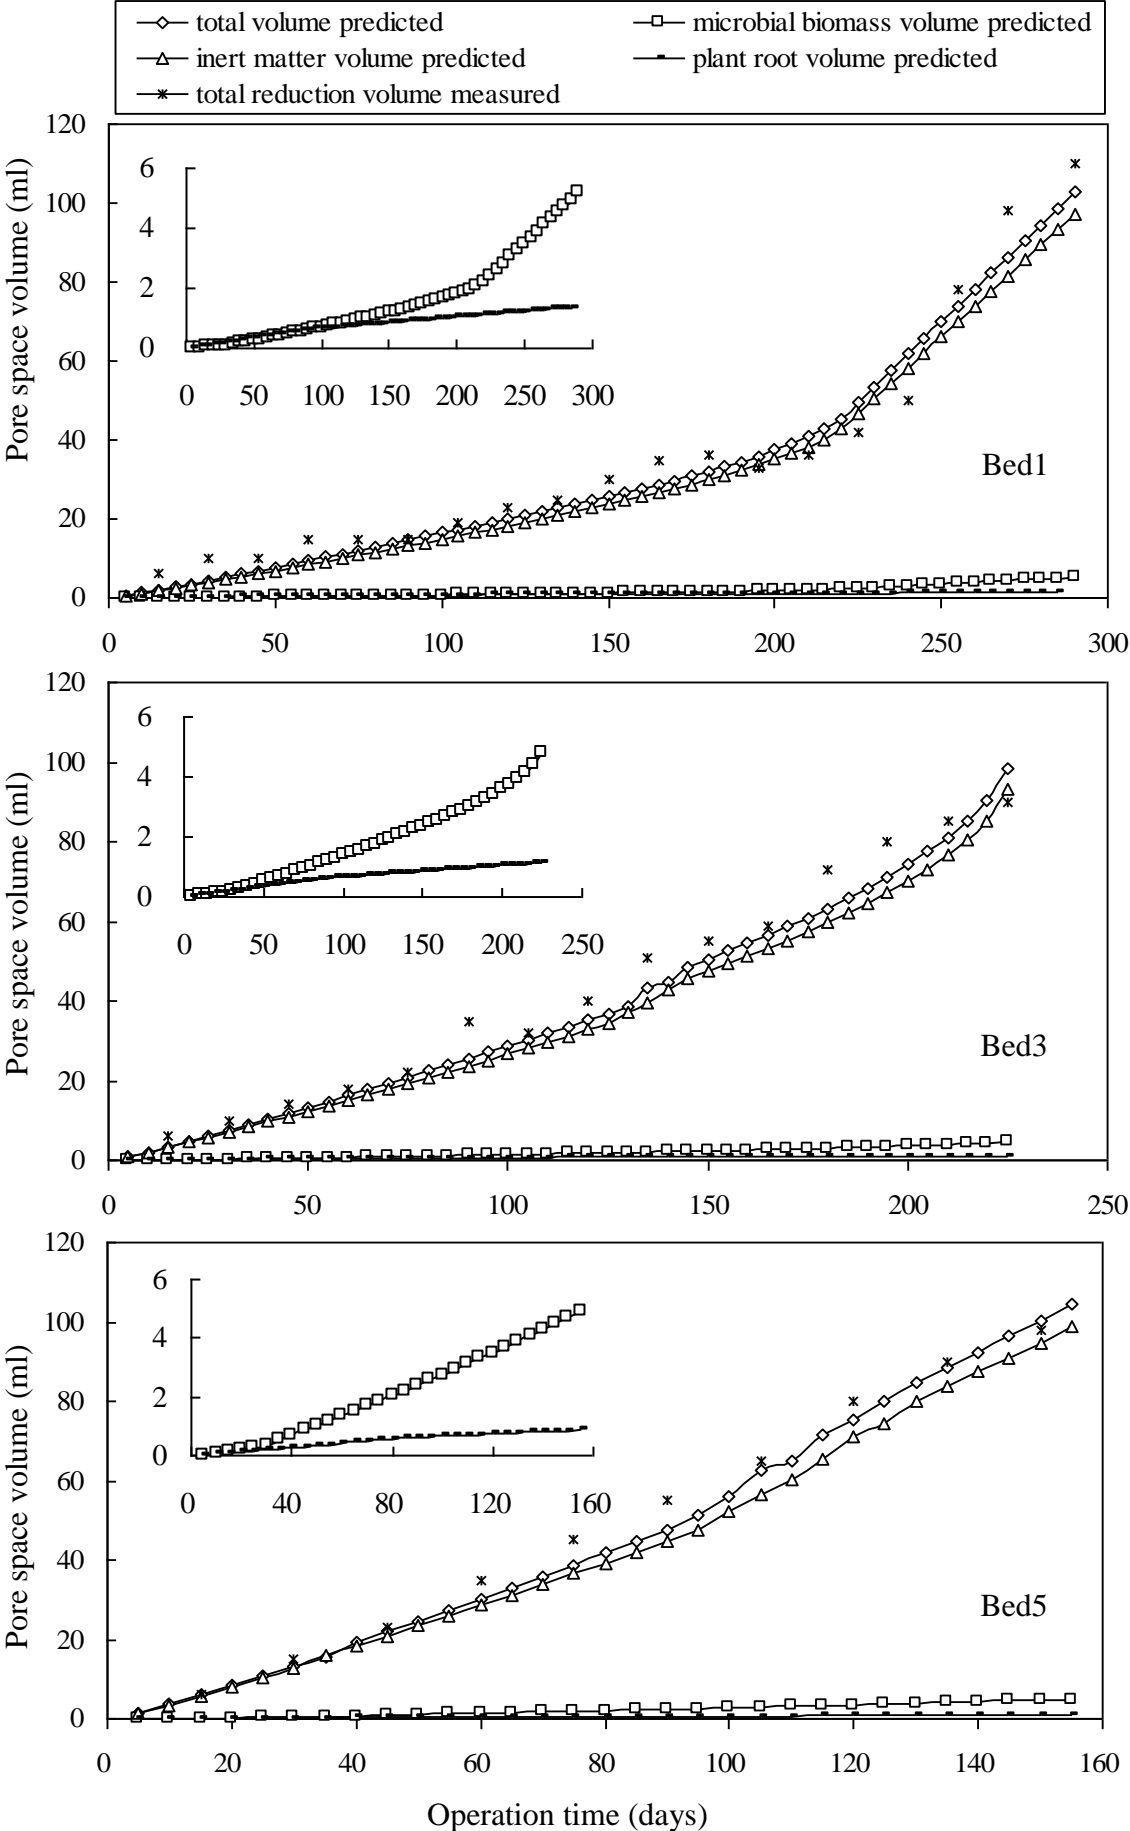 total volume predicted microbial biomass volume predicted
inert matter volume predicted plant root volume predicted
total reduction volume measured
Pore space volume (ml)
120
100
80
60
40
20
0
0 50 100 150 200 250 300
6
4
2
0
0 50 100 150 200 250 300
Bed1
Pore space volume (ml)
120
100
80
60
40
20
0
0 50 100 150 200 250
6
4
2
0
0 50 100 150 200 250
Bed3
Pore space volume (ml)
120
100
80
60
40
20
0
0 20 40 60 80 100 120 140 160
6
4
2
0
0 40 80 120 160
Bed5
Operation time (days)